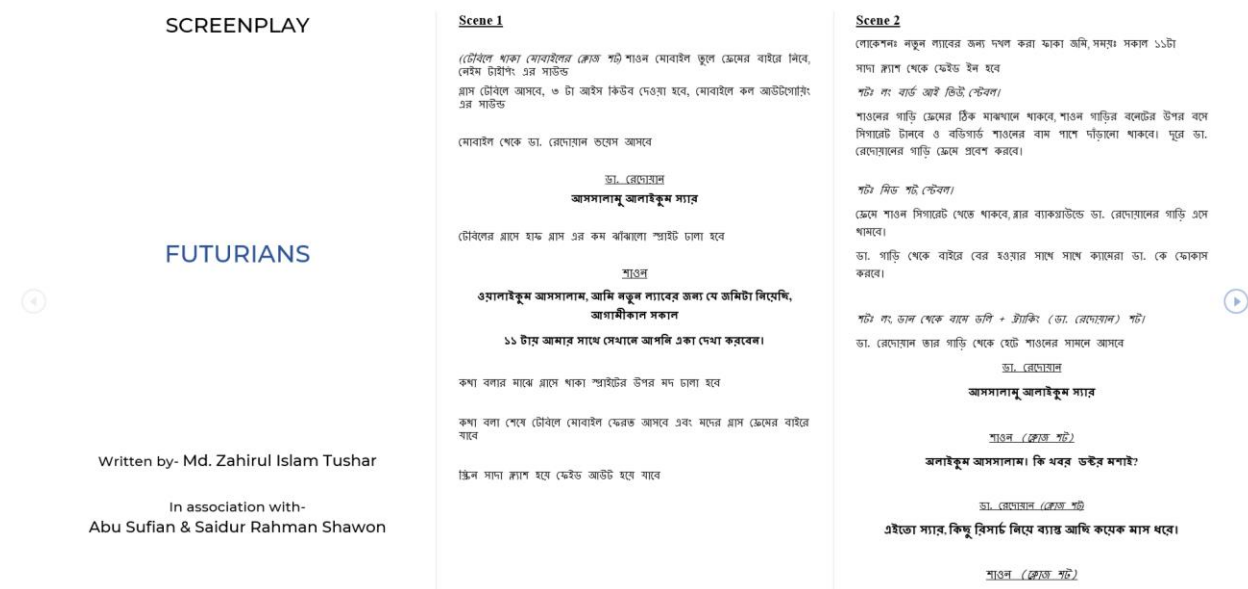 SCREENPLAY
FUTURIANS
Written by- Md. Zahirul Islam Tushar
In association with-
Abu Sufian & Saidur Rahman Shawon
Scene 1
(টেবিলে থাকা মোবাইলের ক্লোজ শট) শাওন মোবাইল তুলে ফ্রেমের বাইরে নিবে,
নেইম টাইপিং এর সাউন্ড
গ্লাস টেবিলে আসবে, ৩ টা আইস কিউব দেওয়া হবে, মোবাইলে কল আউটগোয়িং
এর সাউন্ড
মোবাইল থেকে ডা. রেদোয়ান ভয়েস আসবে
ডা. রেদোয়ান
আসসালামু আলাইকুম স্যার
টেবিলের গ্লাসে হাফ গ্লাস এর কম ঝাঁঝালো স্প্রাইট ঢালা হবে
শাওন
ওয়ালাইকুম আসসালাম, আমি নতুন ল্যাবের জন্য যে জমিটা নিয়েছি,
আগামীকাল সকাল
১১ টায় আমার সাথে সেখানে আপনি একা দেখা করবেন।
কথা বলার মাঝে গ্লাসে থাকা স্প্রাইটের উপর মদ ঢালা হবে
কথা বলা শেষে টেবিলে মোবাইল ফেরত আসবে এবং মদের গ্লাস ফ্রেমের বাইরে
যাবে
স্ক্রিন সাদা ফ্ল্যাশ হয়ে ফেইড আউট হয়ে যাবে
Scene 2
লোকেশনঃ নতুন ল্যাবের জন্য দখল করা ফাকা জমি, সময়ঃ সকাল ১১টা
সাদা ফ্ল্যাশ থেকে ফেইড ইন হবে
শটঃ লং বার্ড আই ভিউ, স্টেবল।
শাওনের গাড়ি ফ্রেমের ঠিক মাঝখানে থাকবে, শাওন গাড়ির বনেটের উপর বসে
সিগারেট টানবে ও বডিগার্ড শাওনের বাম পাশে দাঁড়ানো থাকবে। দূরে ডা.
রেদোয়ানের গাড়ি ফ্রেমে প্রবেশ করবে।
শটঃ মিড শট, স্টেবল।
ফ্রেমে শাওন সিগারেট খেতে থাকবে, ব্লার ব্যাকগ্রাউন্ডে ডা. রেদোয়ানের গাড়ি এসে
থামবে।
ডা. গাড়ি থেকে বাইরে বের হওয়ার সাথে সাথে ক্যামেরা ডা. কে ফোকাস
করবে।
শটঃ লং, ডান থেকে বামে ডলি + ট্র্যাকিং (ডা. রেদোয়ান) শট।
ডা. রেদোয়ান তার গাড়ি থেকে হেটে শাওনের সামনে আসবে
ডা. রেদোয়ান
আসসালামু আলাইকুম স্যার
শাওন (ক্লোজ শট)
অলাইকুম আসসালাম। কি খবর ডক্টর মশাই?
ডা. রেদোয়ান (ক্লোজ শট)
এইতো স্যার, কিছু রিসার্চ নিয়ে ব্যাস্ত আছি কয়েক মাস ধরে।
শাওন (ক্লোজ শট)